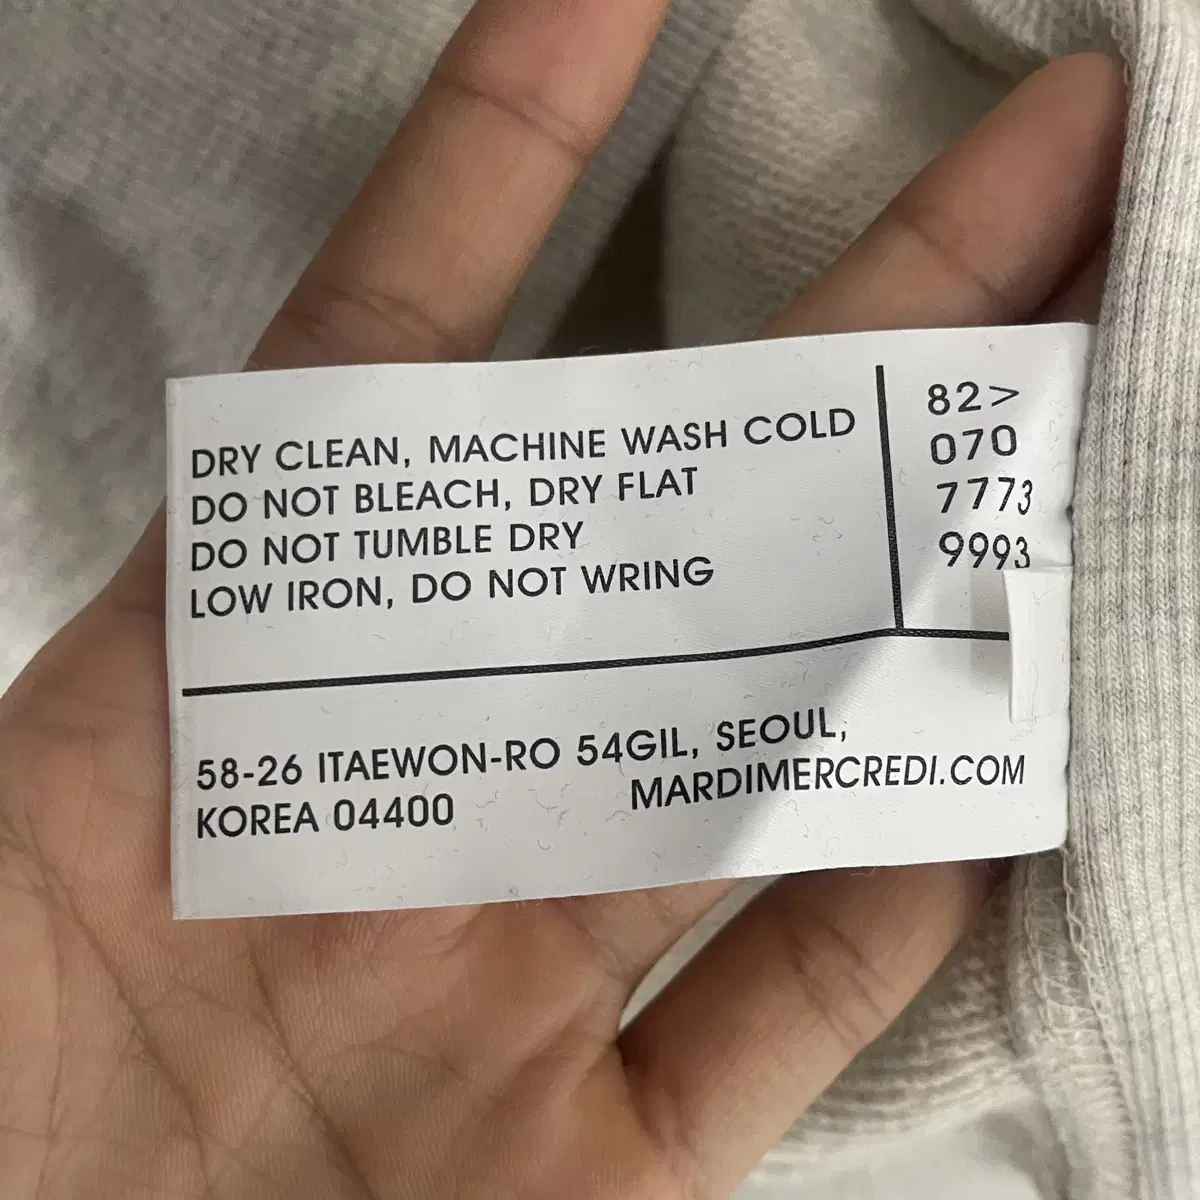 DRY CLEAN, MACHINE WASH COLD
DO NOT BLEACH, DRY FLAT
DO NOT TUMBLE DRY
LOW IRON, DO NOT WRING
82>
070
7773
9993
58-26 ITAEWON-RO 54GIL, SEOUL,
KOREA 04400
MARDIMERCREDI.COM